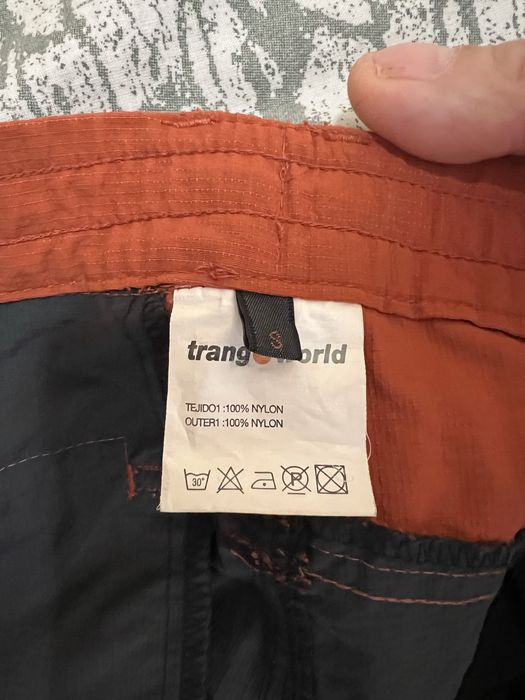 trangoworld
TEJIDO1 :100% NYLON
OUTER1 :100% NYLON
30°
P